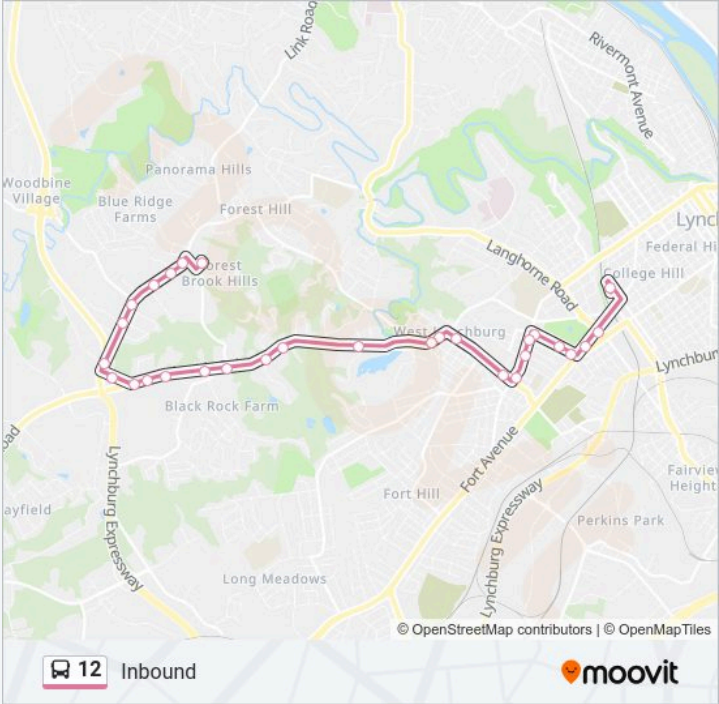 Link Road
Rivermont Avenue
Panorama Hills
Woodbine
Village
Blue Ridge
Farms
Forest Hill
Lync
Federal Hi
Langhorne Road
College Hill
orest
Brook Hills
West Lynchburg
Lynchbur
Black Rock Farm
oad
Fort Avenue
Lynchburg Expressway
Fairview
Height
ayfield
Fort Hill
Lynchburg Expressway
Perkins Park
Long Meadows
© OpenStreetMap contributors | © OpenMapTiles
12 Inbound
moovit